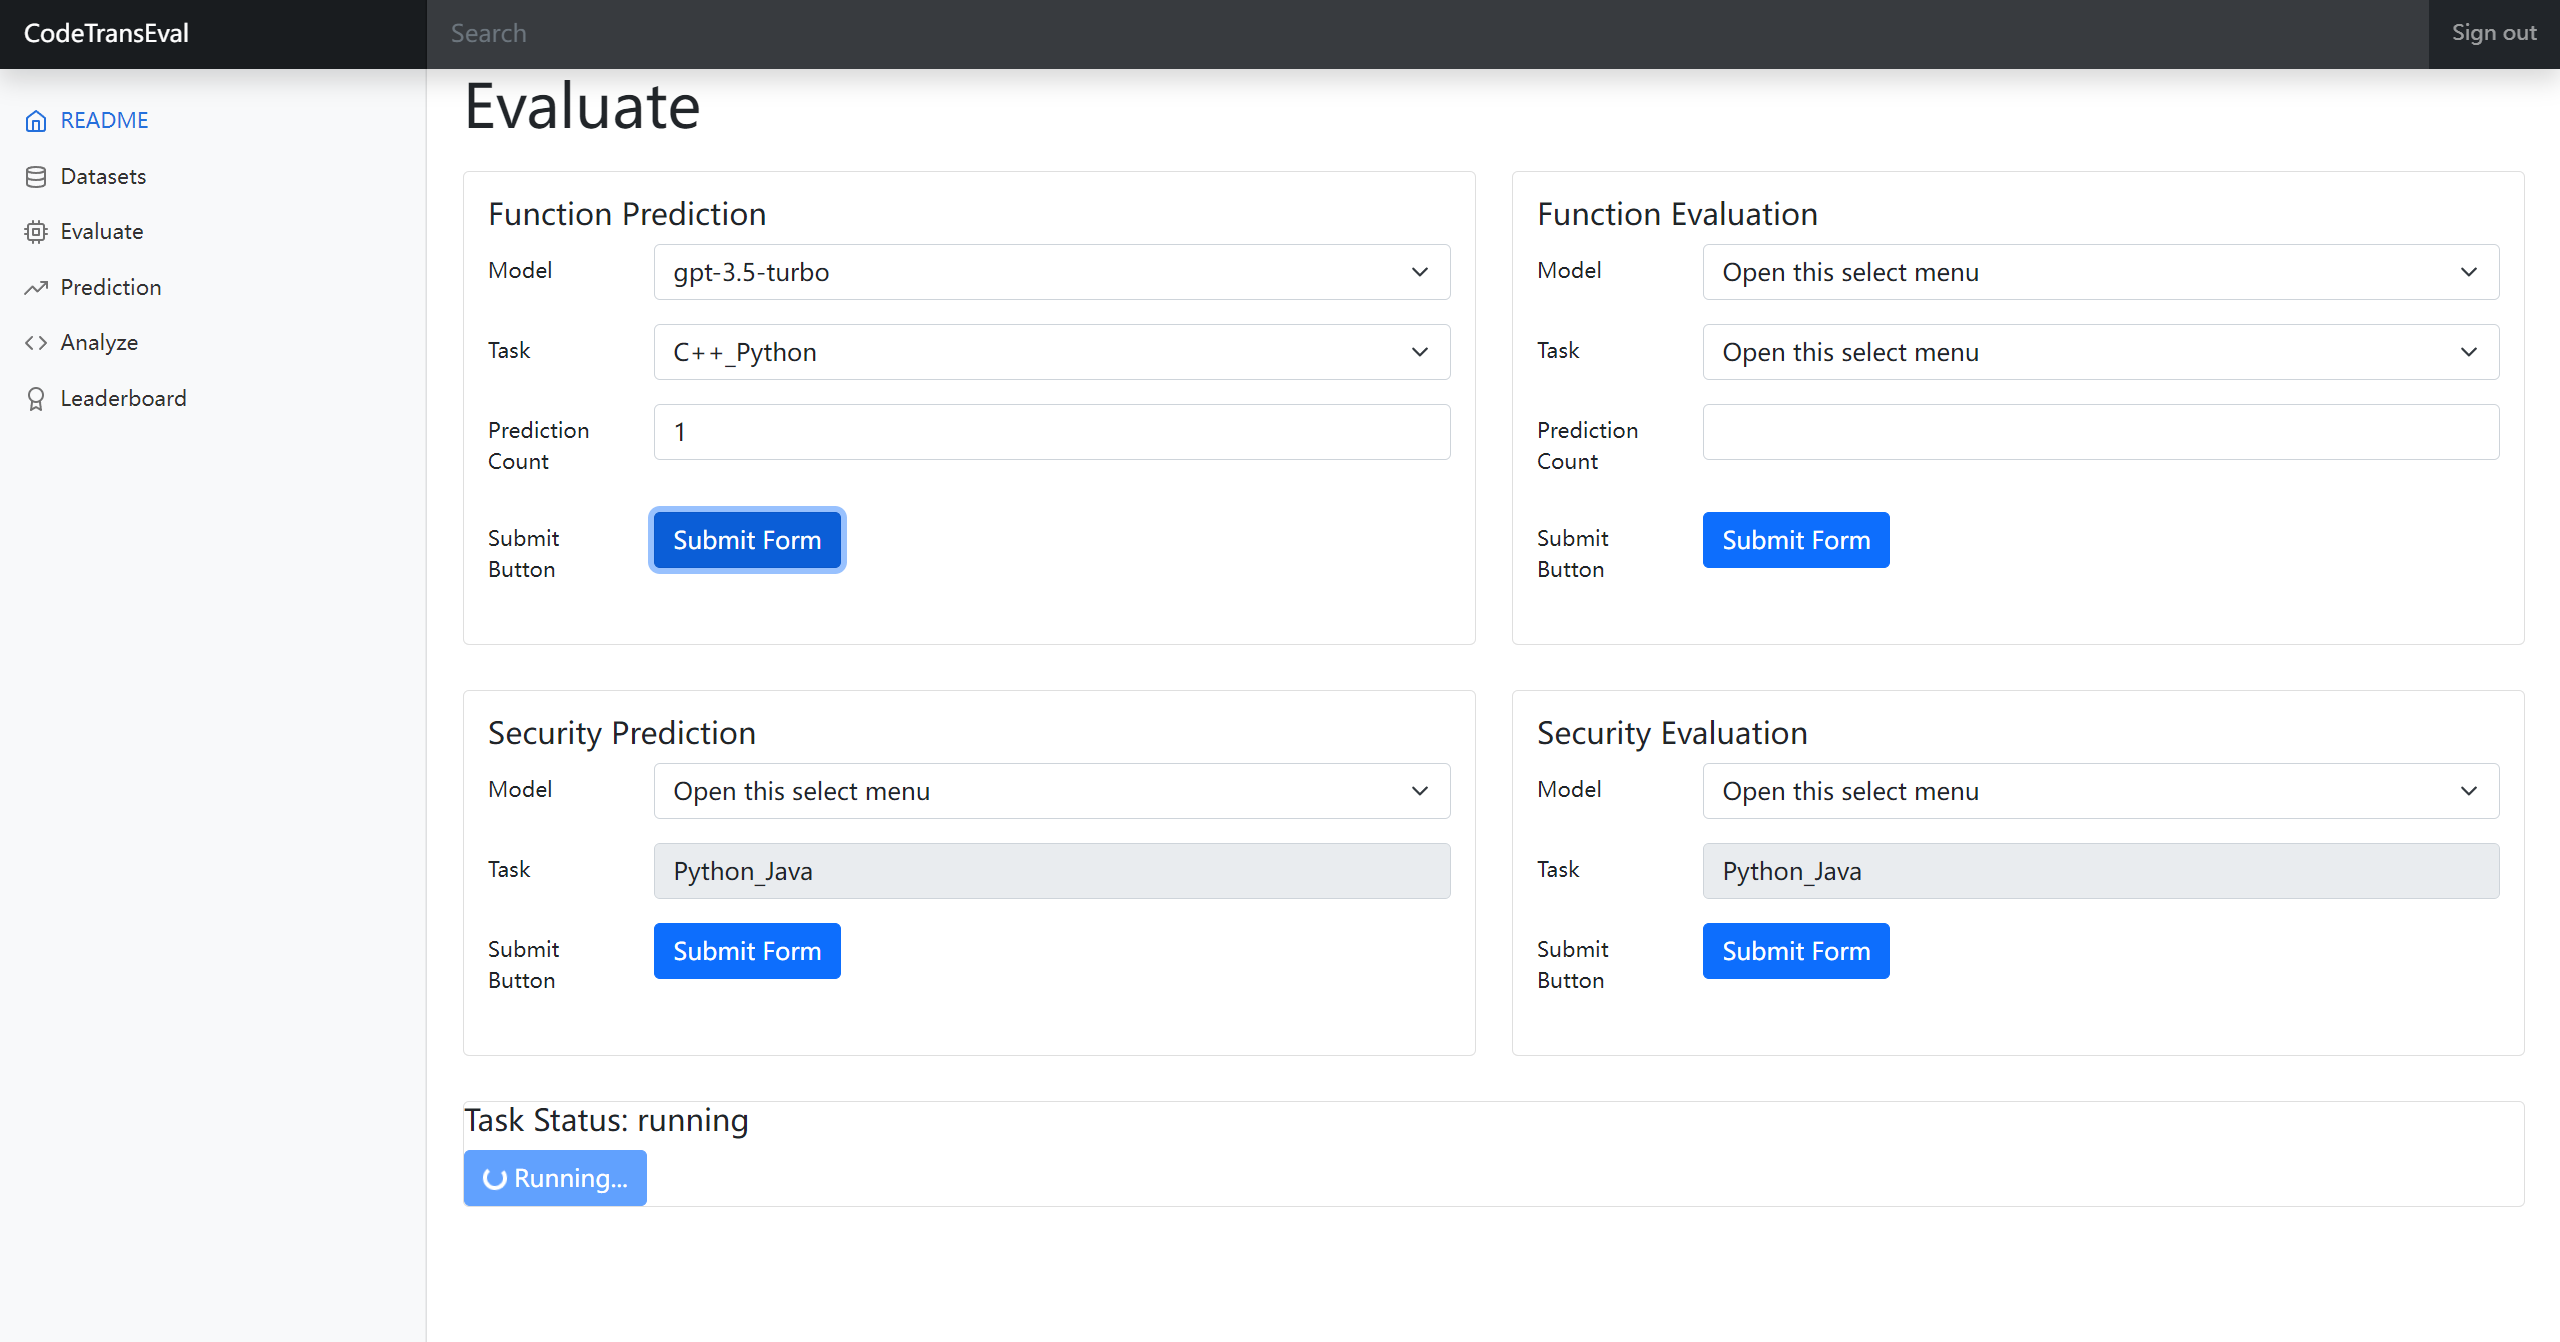 CodeTransEval
Search
Sign out
README
Datasets
Evaluate
Prediction
Analyze
Leaderboard
Evaluate
Function Prediction
Model
gpt-3.5-turbo
Task
C++_Python
Prediction
Count
1
Submit
Button
Submit Form
Function Evaluation
Model
Open this select menu
Task
Open this select menu
Prediction
Count
Submit
Button
Submit Form
Security Prediction
Model
Open this select menu
Task
Python_Java
Submit
Button
Submit Form
Security Evaluation
Model
Open this select menu
Task
Python_Java
Submit
Button
Submit Form
Task Status: running
Running...